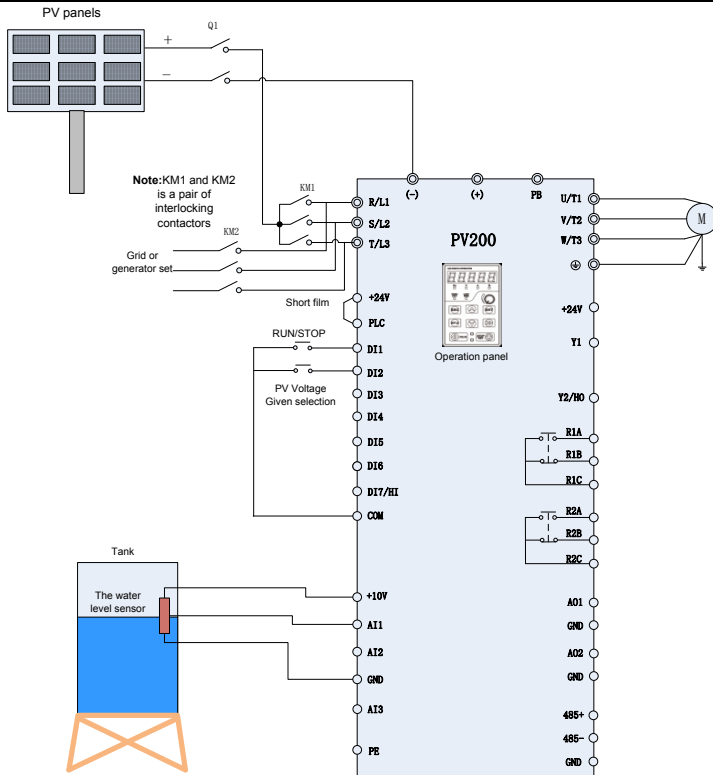 PV panels
Q1
+
−
Note:KM1 and KM2
is a pair of
interlocking
contactors
KM1
KM2
Grid or
generator set
(-)
(+)
PB
R/L1
S/L2
T/L3
PV200
U/T1
V/T2
W/T3
M
Short film
+24V
PLC
RUN/STOP
DI1
DI2
PV Voltage
Given selection
DI3
DI4
DI5
DI6
DI7/HI
COM
Operation panel
+24V
Y1
Y2/HO
R1A
R1B
R1C
R2A
R2B
R2C
Tank
The water
level sensor
+10V
AI1
AI2
GND
AI3
PE
AO1
GND
AO2
GND
485+
485-
GND